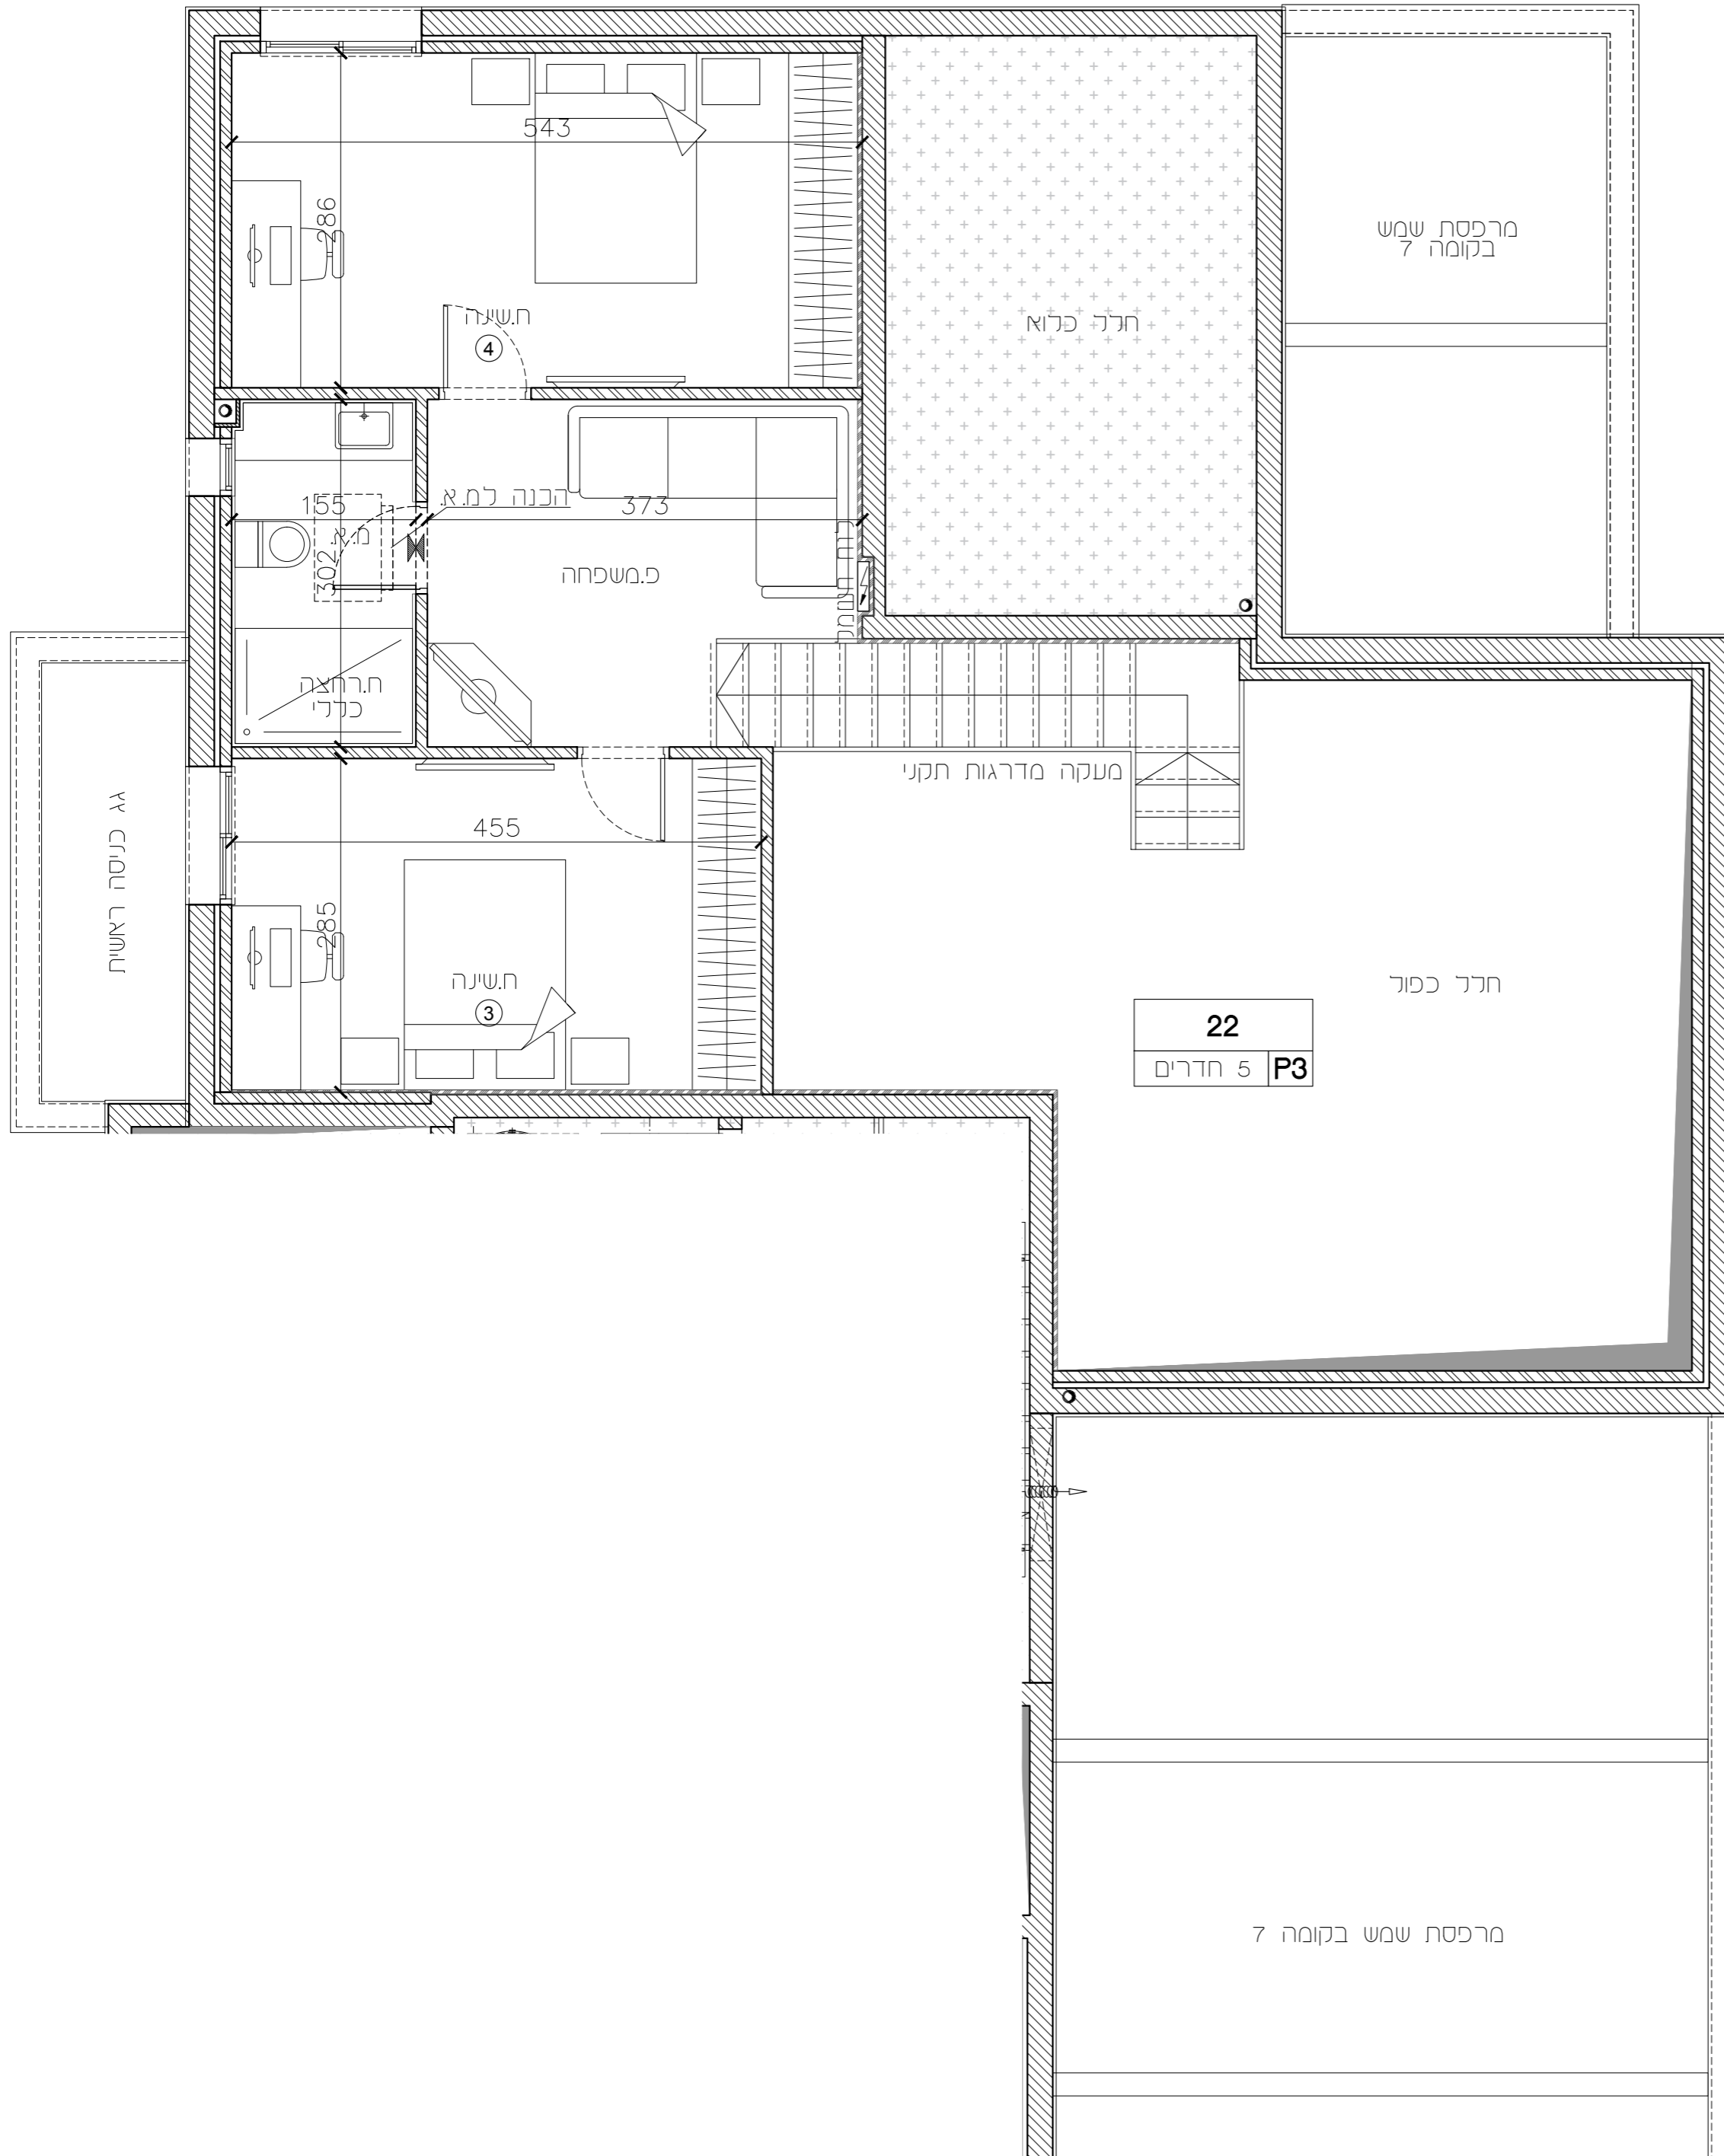 543
286
ח.שינה
4
חלל כלוא
מרפסת שמש
בקומה 7
155
הכנה למ.א.
373
מ.א.
302
פ.משפחה
ח.רחצה
כללי
מעקה מדרגות תקני
גג כניסה ראשית
455
285
ח.שינה
3
חלל כפול
22
5 חדרים
P3
מרפסת שמש בקומה 7